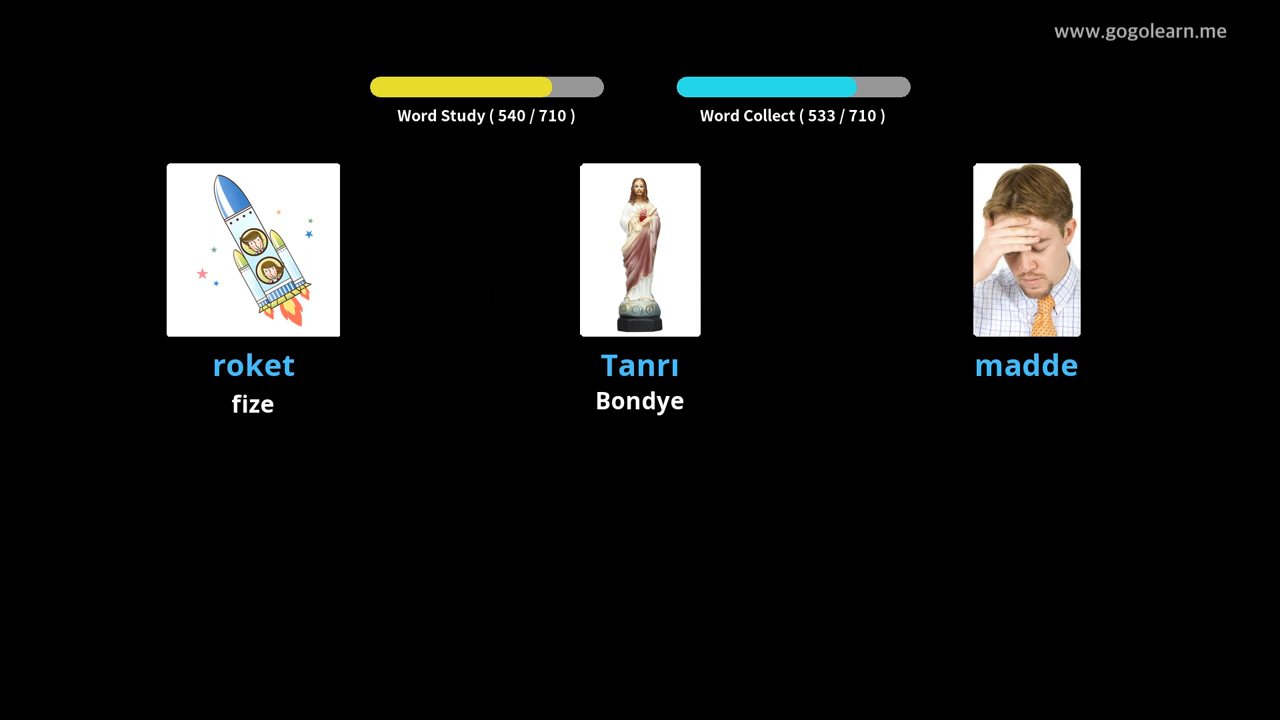 www.gogolearn.me
Word Study ( 540 / 710 )
Word Collect ( 533 / 710 )
roket
Tanrı
madde
fize
Bondye